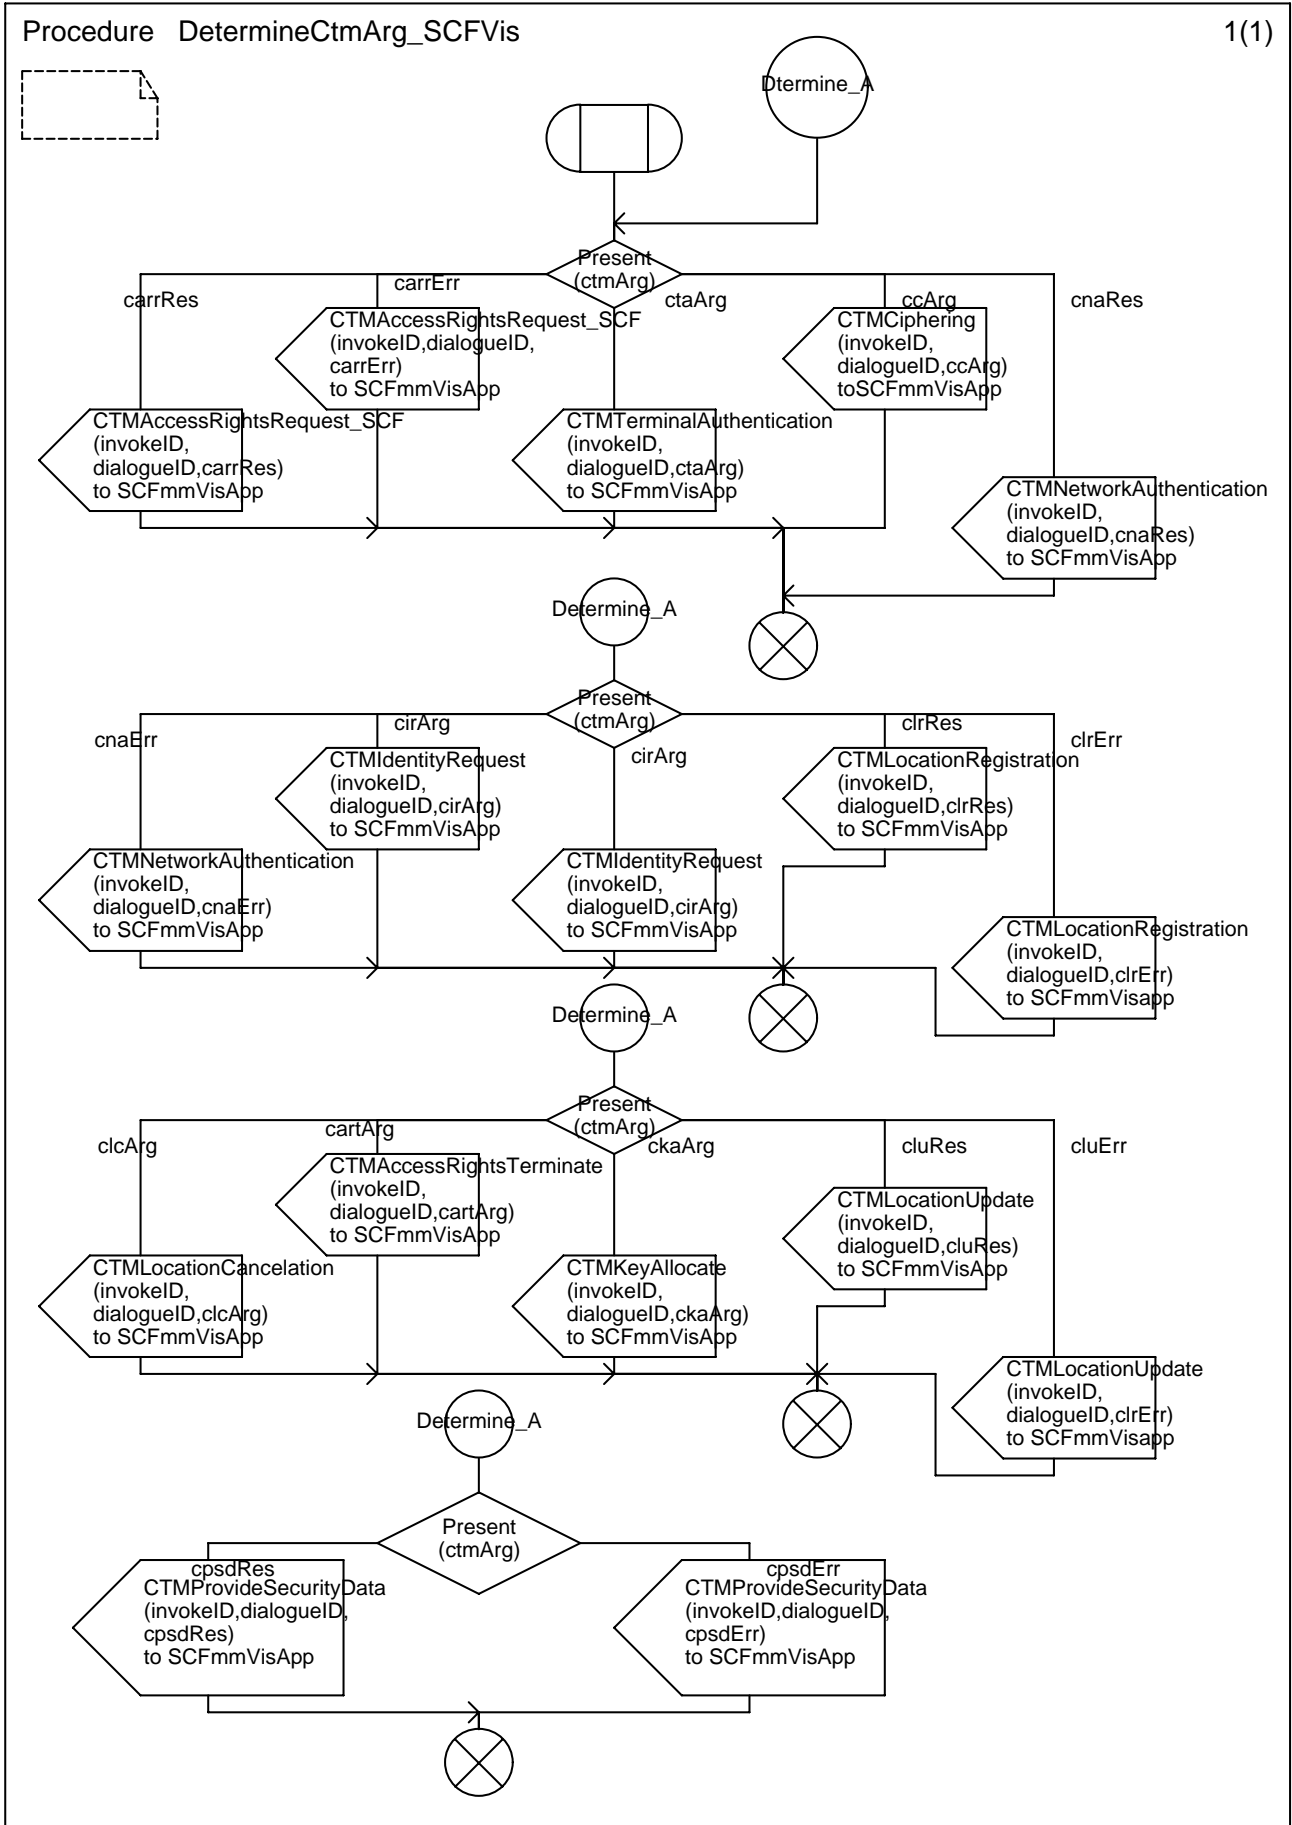 Procedure DetermineCtmArg_SCFVis
1(1)
Dtermine_A
Present
(ctmArg)
carrRes
carrErr
ctaArg
ccArg
cnaRes
CTMAccessRightsRequest_SCF
(invokeID,dialogueID,
carrErr)
to SCFmmVisApp
CTMCiphering
(invokeID,
dialogueID,ccArg)
toSCFmmVisApp
CTMAccessRightsRequest_SCF
(invokeID,
dialogueID,carrRes)
to SCFmmVisApp
CTMTerminalAuthentication
(invokeID,
dialogueID,ctaArg)
to SCFmmVisApp
CTMNetworkAuthentication
(invokeID,
dialogueID,cnaRes)
to SCFmmVisApp
Determine_A
Present
(ctmArg)
cnaErr
cirArg
cirArg
clrRes
clrErr
CTMIdentityRequest
(invokeID,
dialogueID,cirArg)
to SCFmmVisApp
CTMLocationRegistration
(invokeID,
dialogueID,clrRes)
to SCFmmVisApp
CTMNetworkAuthentication
(invokeID,
dialogueID,cnaErr)
to SCFmmVisApp
CTMIdentityRequest
(invokeID,
dialogueID,cirArg)
to SCFmmVisApp
CTMLocationRegistration
(invokeID,
dialogueID,clrErr)
to SCFmmVisapp
Determine_A
Present
(ctmArg)
clcArg
cartArg
ckaArg
cluRes
cluErr
CTMAccessRightsTerminate
(invokeID,
dialogueID,cartArg)
to SCFmmVisApp
CTMLocationUpdate
(invokeID,
dialogueID,cluRes)
to SCFmmVisApp
CTMLocationCancelation
(invokeID,
dialogueID,clcArg)
to SCFmmVisApp
CTMKeyAllocate
(invokeID,
dialogueID,ckaArg)
to SCFmmVisApp
CTMLocationUpdate
(invokeID,
dialogueID,clrErr)
to SCFmmVisapp
Determine_A
Present
(ctmArg)
cpsdRes
CTMProvideSecurityData
(invokeID,dialogueID,
cpsdRes)
to SCFmmVisApp
cpsdErr
CTMProvideSecurityData
(invokeID,dialogueID,
cpsdErr)
to SCFmmVisApp